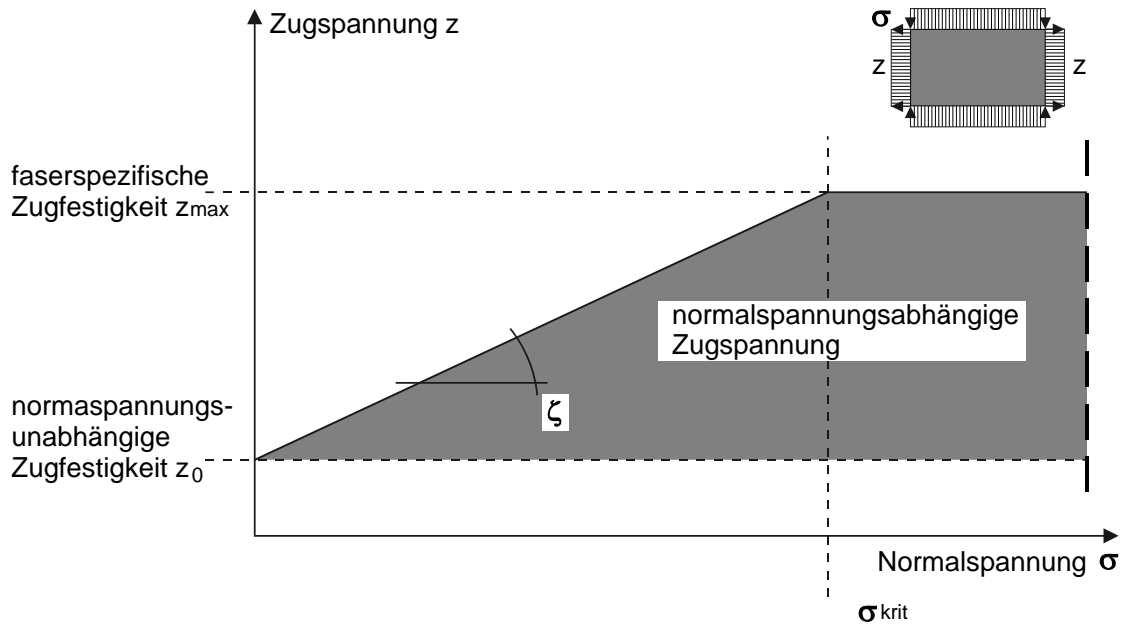 Zugspannung z
σ
z z
faserspezifische
Zugfestigkeit zmax
normalspannungsabhängige
Zugspannung
ζ
normaspannungs-
unabhängige
Zugfestigkeit z0
Normalspannung σ
σkrit